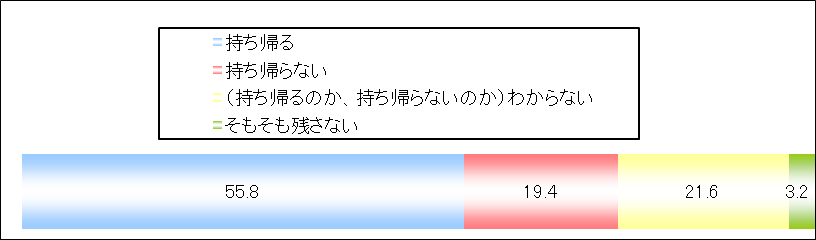 持ち帰る
持ち帰らない
（持ち帰るのか、持ち帰らないのか）わからない
そもそも残さない
55.8 19.4 21.6 3.2